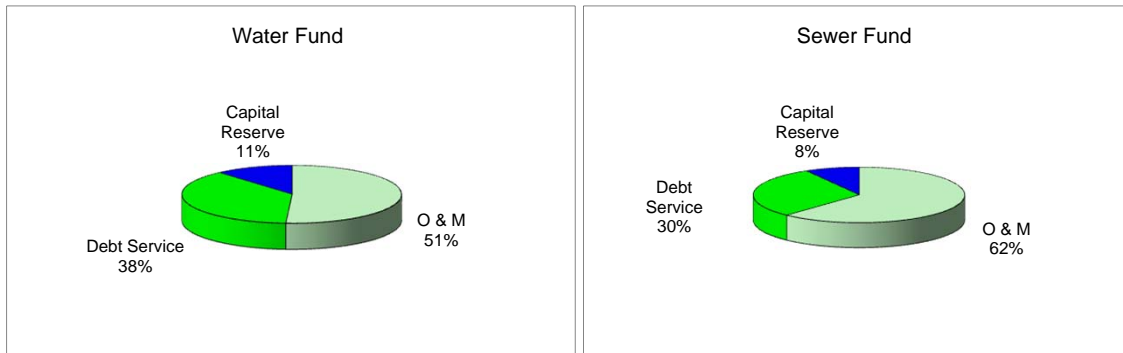 Water Fund
Capital
Reserve
11%
Debt Service
38%
O & M
51%
Sewer Fund
Capital
Reserve
8%
Debt
Service
30%
O & M
62%